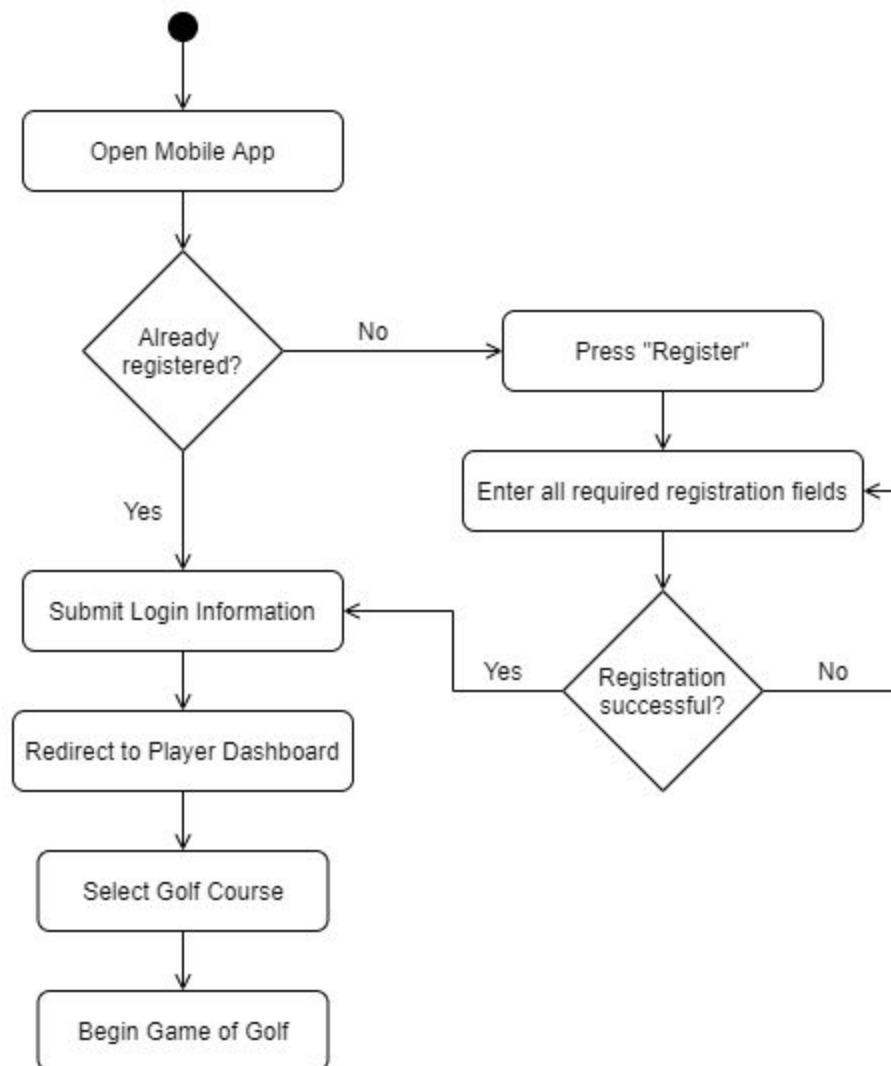 Open Mobile App
Already
registered?
No
Press "Register"
Enter all required registration fields
Yes
Submit Login Information
Yes
Registration
successful?
No
Redirect to Player Dashboard
Select Golf Course
Begin Game of Golf